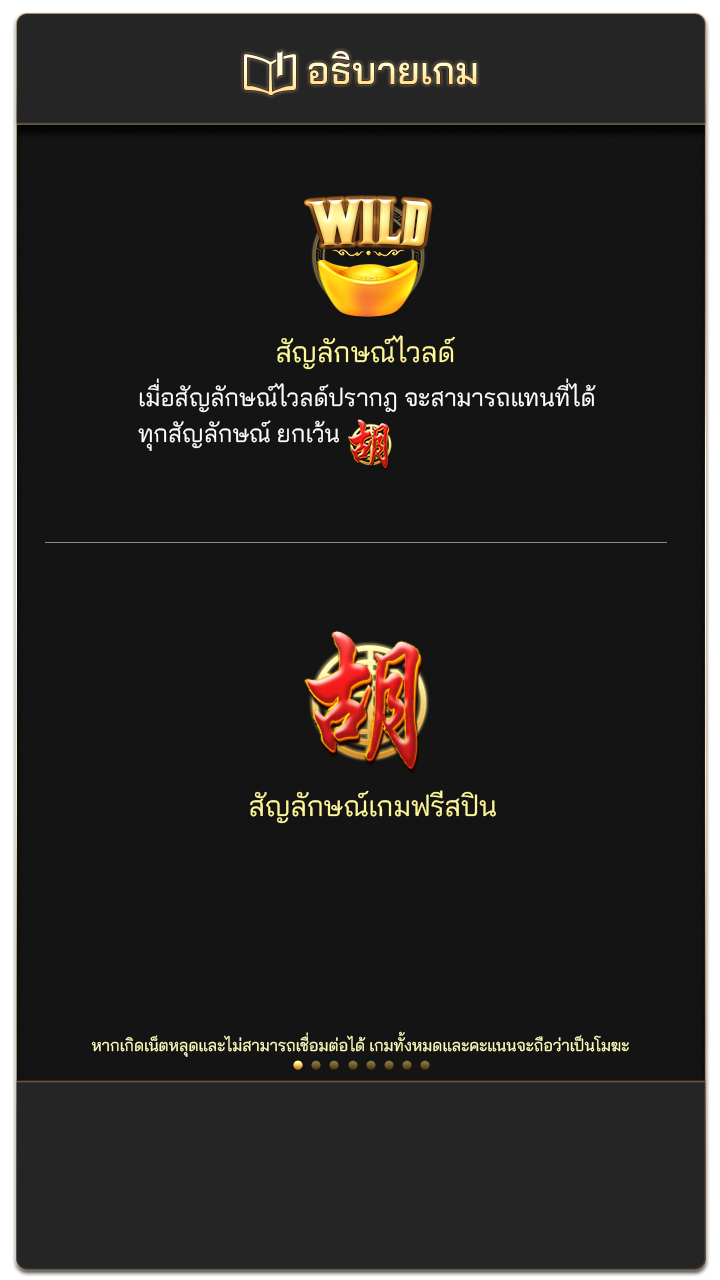 อธิบายเกม
WILD
สัญลักษณ์ไวลด์
เมื่อสัญลักษณ์ไวลด์ปรากฎ จะสามารถแทนที่ได้
ทุกสัญลักษณ์ ยกเว้น 胡
胡
สัญลักษณ์เกมฟรีสปิน
หากเกิดเน็ตหลุดและไม่สามารถเชื่อมต่อได้ เกมทั้งหมดและคะแนนจะถือว่าเป็นโมฆะ